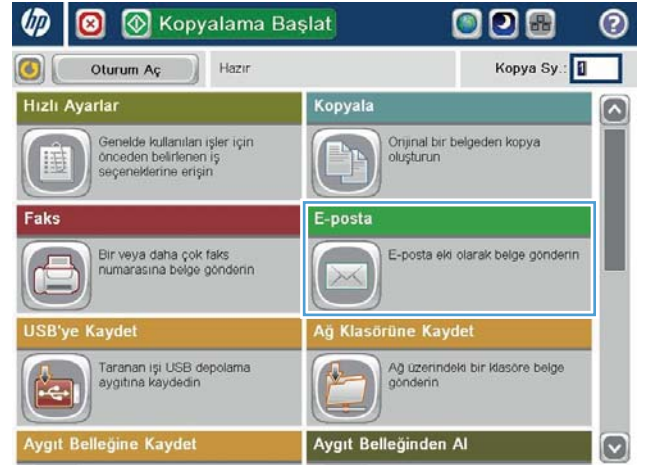 hp
Kopyalama Başlat
?
Oturum Aç
Hazır
Kopya Sy.: 1
Hızlı Ayarlar
Genelde kullanılan işler için
önceden belirlenen iş
seçeneklerine erişin
Kopyala
Orijinal bir belgeden kopya
oluşturun
Faks
Bir veya daha çok faks
numarasına belge gönderin
E-posta
E-posta eki olarak belge gönderin
USB'ye Kaydet
Taranan işi USB depolama
aygıtına kaydedin
Ağ Klasörüne Kaydet
Ağ üzerindeki bir klasöre belge
gönderin
Aygıt Belleğine Kaydet
Aygıt Belleğinden Al